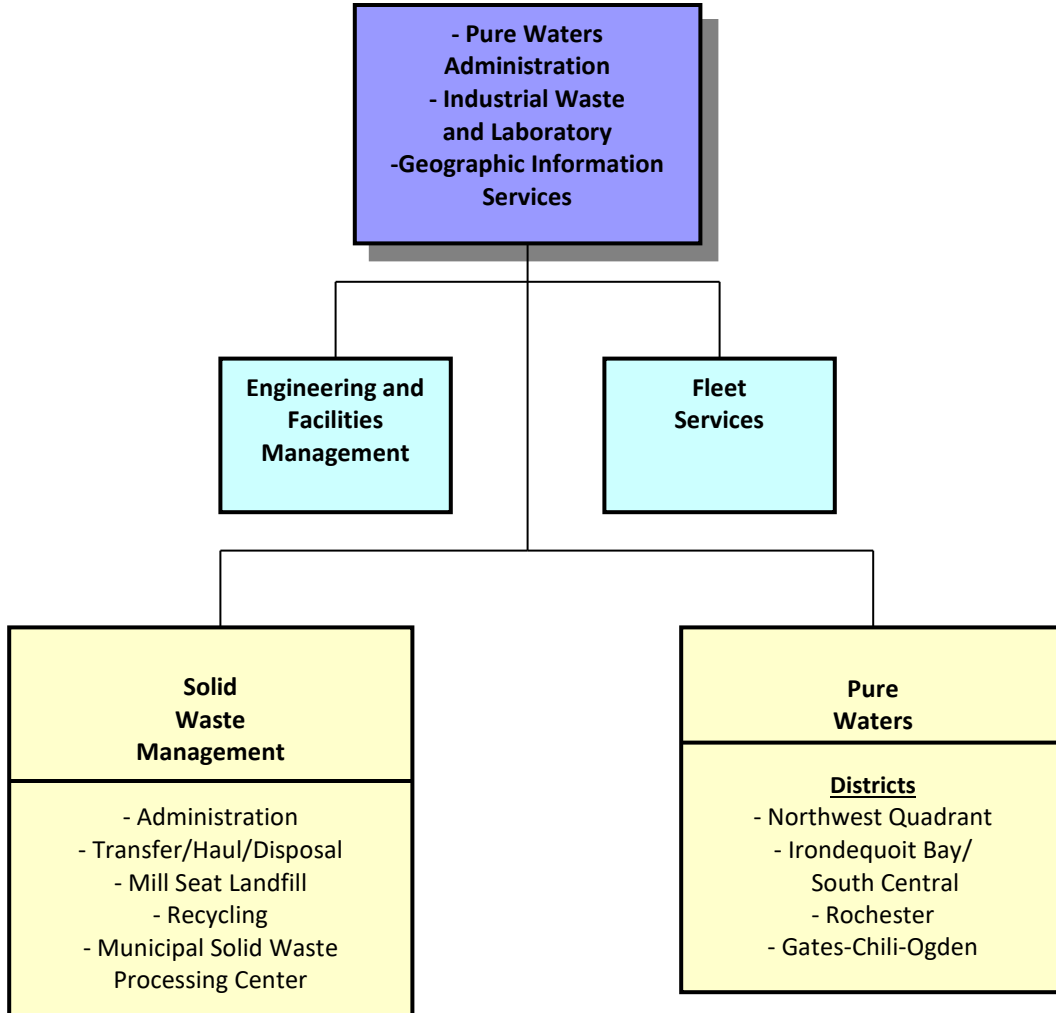 - Pure Waters
Administration
- Industrial Waste
and Laboratory
-Geographic Information
Services
Engineering and
Facilities
Management
Fleet
Services
Solid
Waste
Management
- Administration
- Transfer/Haul/Disposal
- Mill Seat Landfill
- Recycling
- Municipal Solid Waste
Processing Center
Pure
Waters
Districts
- Northwest Quadrant
- Irondequoit Bay/
South Central
- Rochester
- Gates-Chili-Ogden